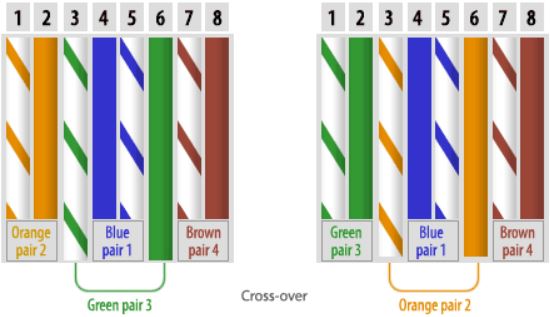 1 2 3 4 5 6 7 8
1 2 3 4 5 6 7 8
Orange
pair 2
Blue
pair 1
Brown
pair 4
Green
pair 3
Blue
pair 1
Brown
pair 4
Green pair 3
Cross-over
Orange pair 2